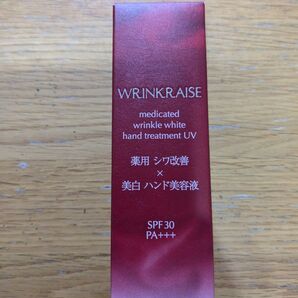 WRINKRAISE
medicated
wrinkle white
hand treatment UV
薬用 シワ改善
×
美白 ハンド美容液
SPF30
PA+++